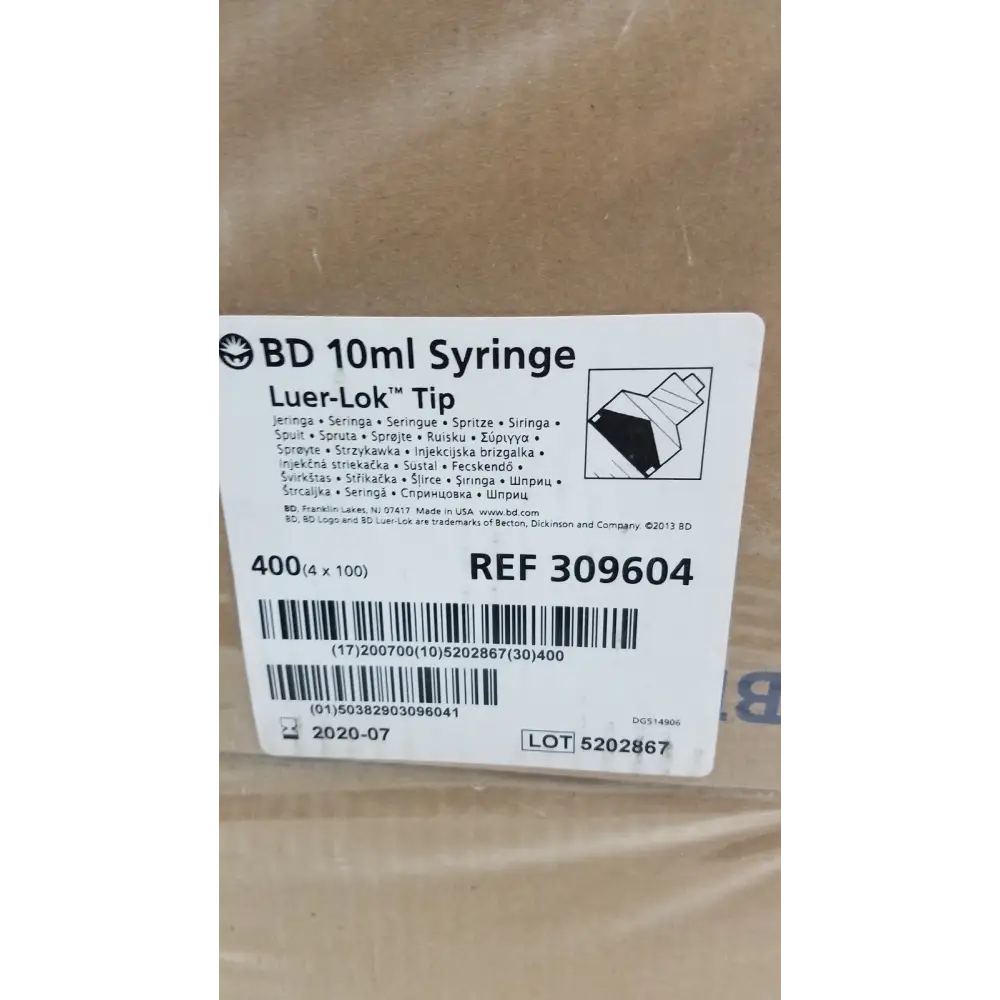 BD 10ml Syringe
Luer-Lok™ Tip
Jeringa • Seringa • Seringue • Spritze • Siringa •
Spuit • Spruta • Sprøjte • Ruisku • Σύριγγα •
Sprøyte • Strzykawka • Injekcijska brizgalka •
Injekčná striekačka • Süstal • Fecskendő •
Švirkštas • Stříkačka • Šlirce • Şırınga • Шприц •
Štrcaljka • Seringă • Спринцовка • Шприц
BD, Franklin Lakes, NJ 07417 Made in USA www.bd.com
BD, BD Logo and BD Luer-Lok are trademarks of Becton, Dickinson and Company. ©2013 BD
400(4 x 100)
REF 309604
(17)200700(10)5202867(30)400
(01)50382903096041
DG514906
2020-07
LOT 5202867